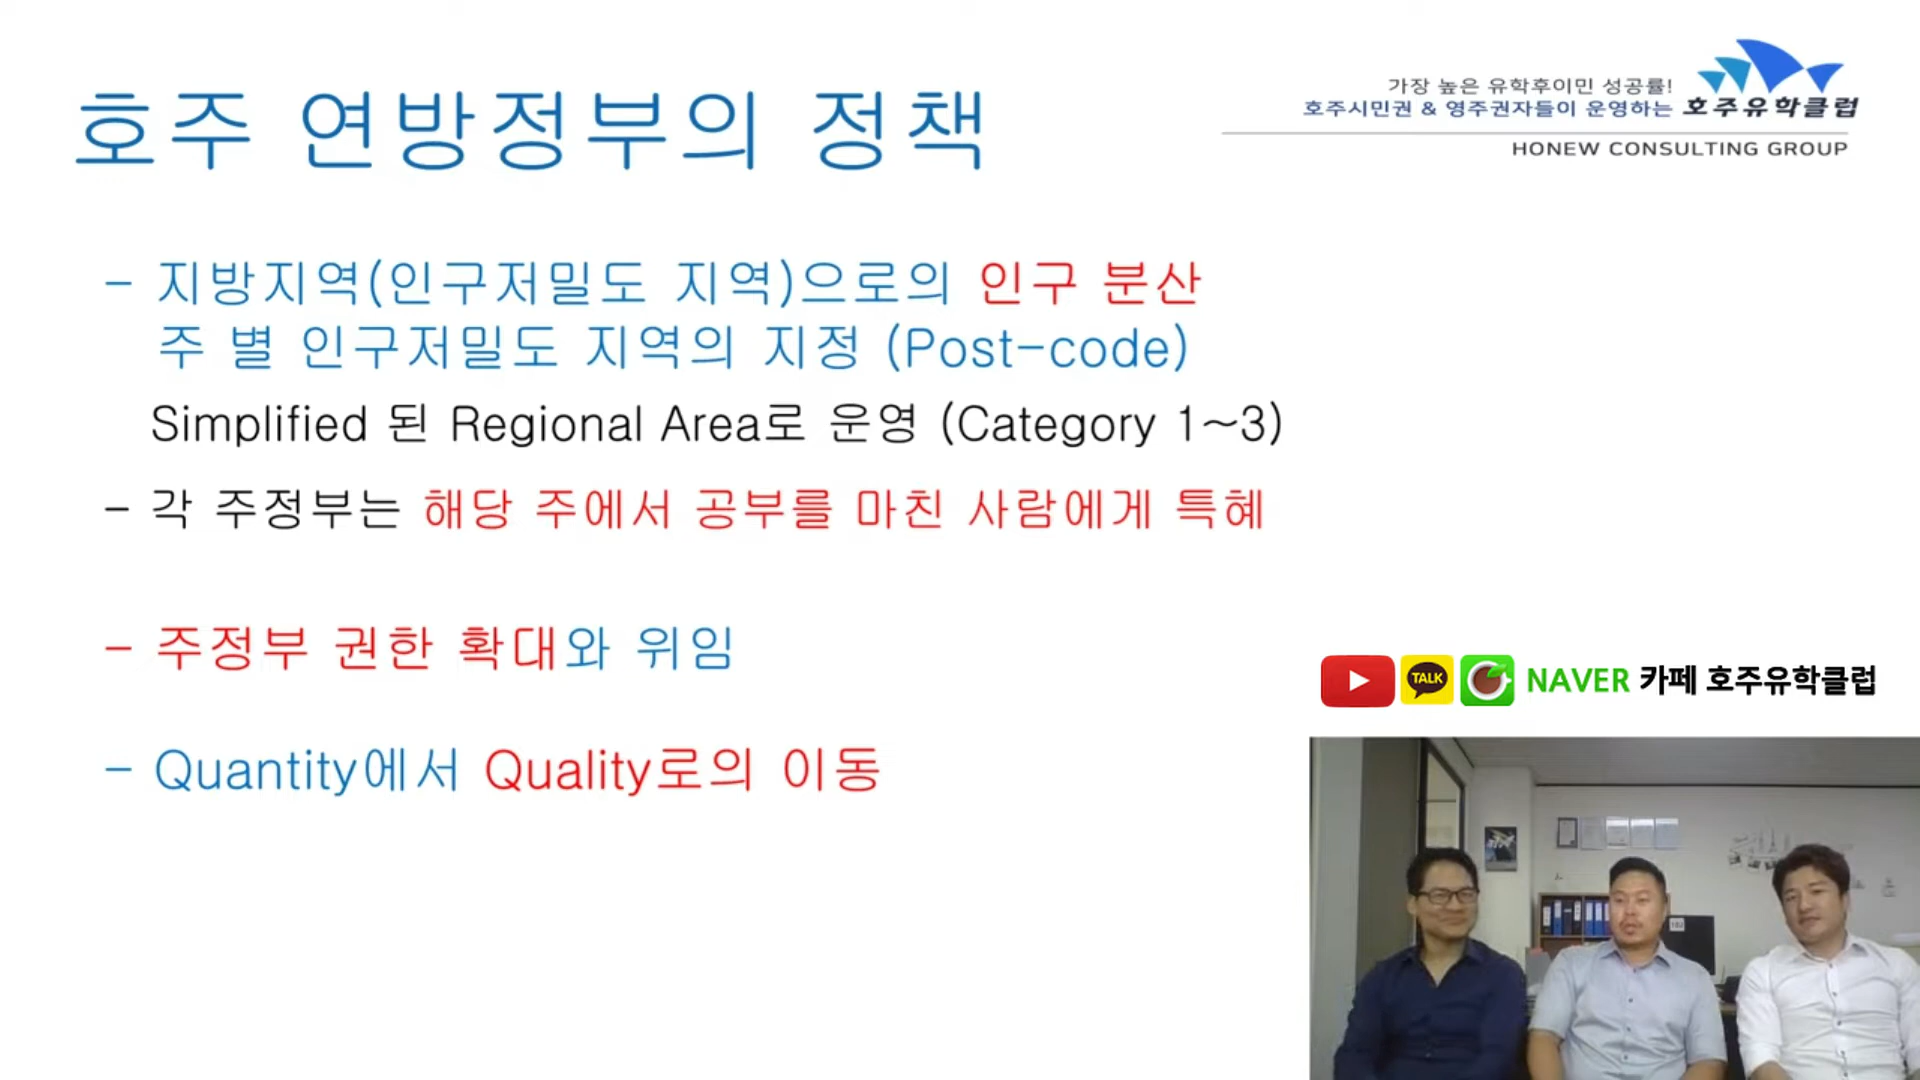 가장 높은 유학후이민 성공률!
호주시민권 & 영주권자들이 운영하는 호주유학클럽
HONEW CONSULTING GROUP
호주 연방정부의 정책
- 지방지역(인구저밀도 지역)으로의 인구 분산
주 별 인구저밀도 지역의 지정 (Post-code)
Simplified 된 Regional Area로 운영 (Category 1~3)
- 각 주정부는 해당 주에서 공부를 마친 사람에게 특혜
- 주정부 권한 확대와 위임
- Quantity에서 Quality로의 이동
TALK NAVER 카페 호주유학클럽